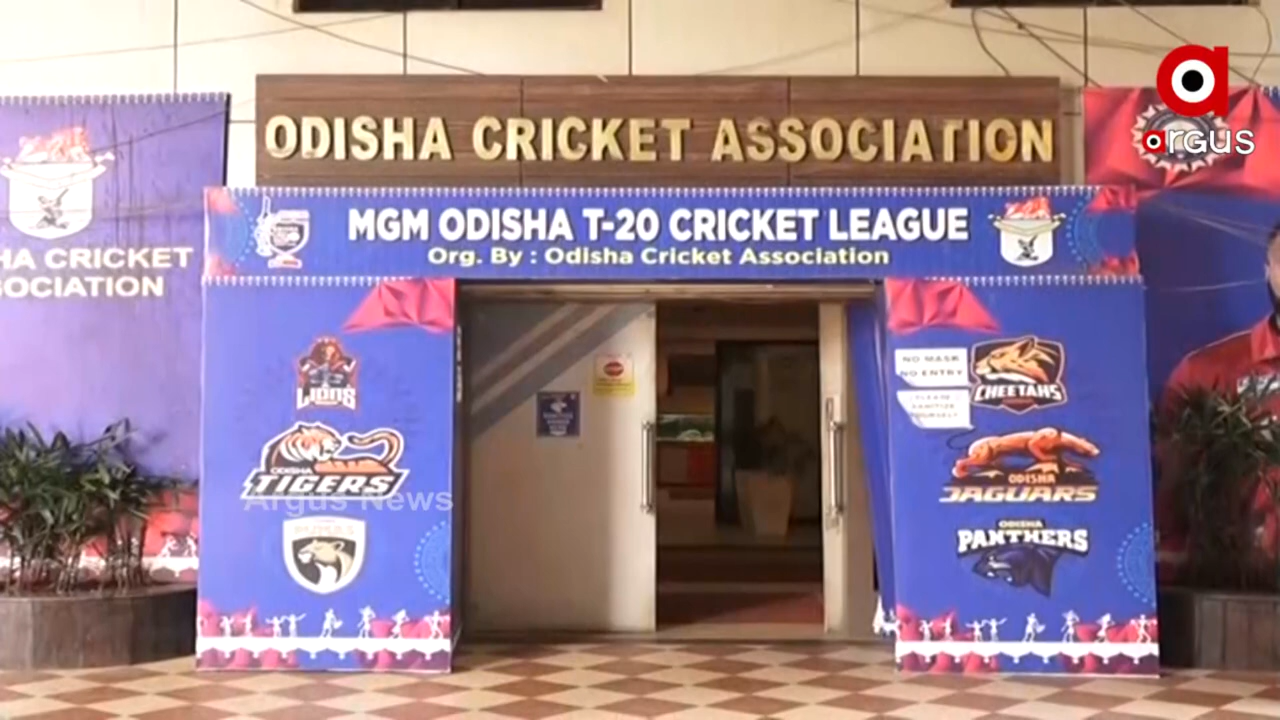 ODISHA CRICKET ASSOCIATION
argus
HA CRICKET
SOCIATION
MGM ODISHA T-20 CRICKET LEAGUE
Org. By : Odisha Cricket Association
LIONS
ODISHA
TIGERS
Argus News
NO MASK
NO ENTRY
CHEETAHS
ODISHA
JAGUARS
ODISHA
PANTHERS